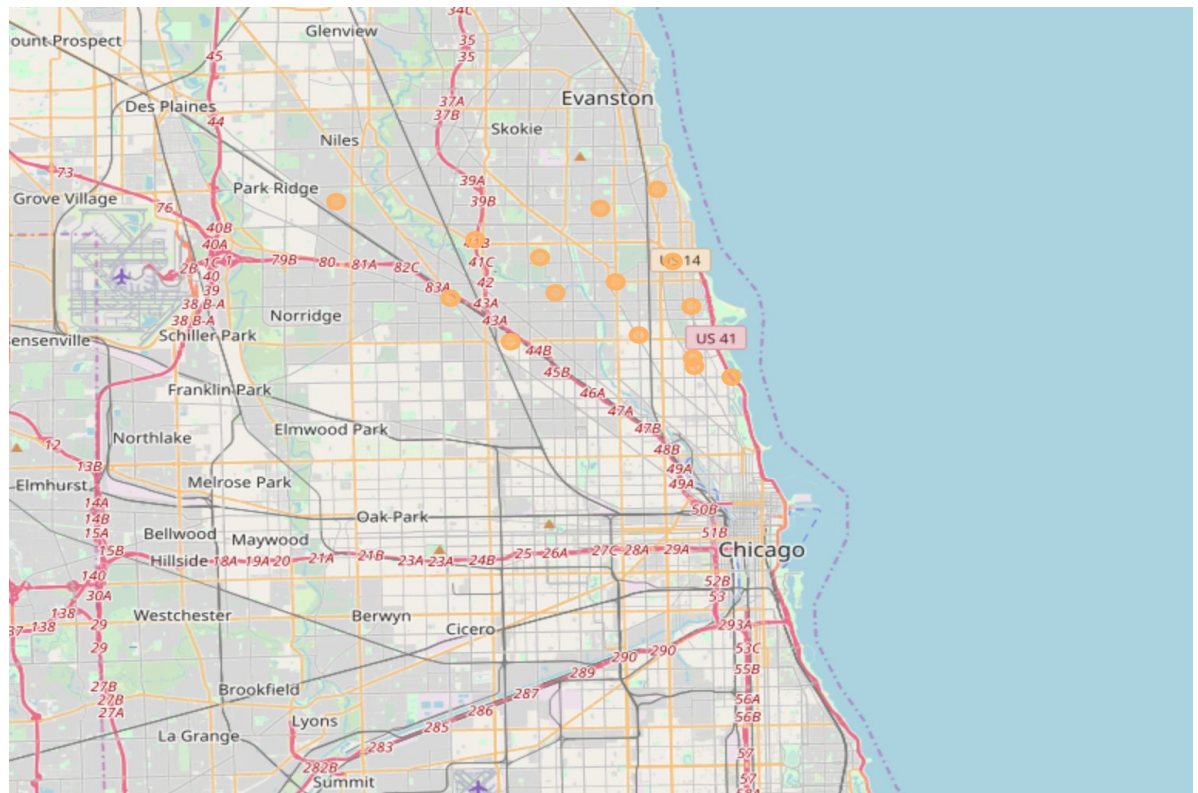 34C
Glenview
ount Prospect
35
35
45
Evanston
37A
37B
Des Plaines
44
Skokie
Niles
73
39A
Park Ridge
39B
Grove Village
76
40B
40A
79B
80
81A
82C
41C
US 14
2B
1C
1
40
42
39
83A
43A
38 B-A
38 B-A
Norridge
43A
Schiller Park
ensenville
US 41
44B
45B
Franklin Park
46A
47A
Elmwood Park
47B
Northlake
12
48B
13B
49A
Elmhurst
Melrose Park
49A
14A
50B
14B
Oak Park
15A
Bellwood
51B
Maywood
15B
Hillside
18A
19A
20
21A
21B
23A
23A
24B
25
26A
27C
28A
29A
Chicago
140
52B
30A
53
138
Westchester
Berwyn
37
138
29
Cicero
293A
29
53C
290
290
55B
289
27B
Brookfield
287
27B
56A
27A
286
56B
Lyons
285
La Grange
283
57
282B
57
Summit
58A